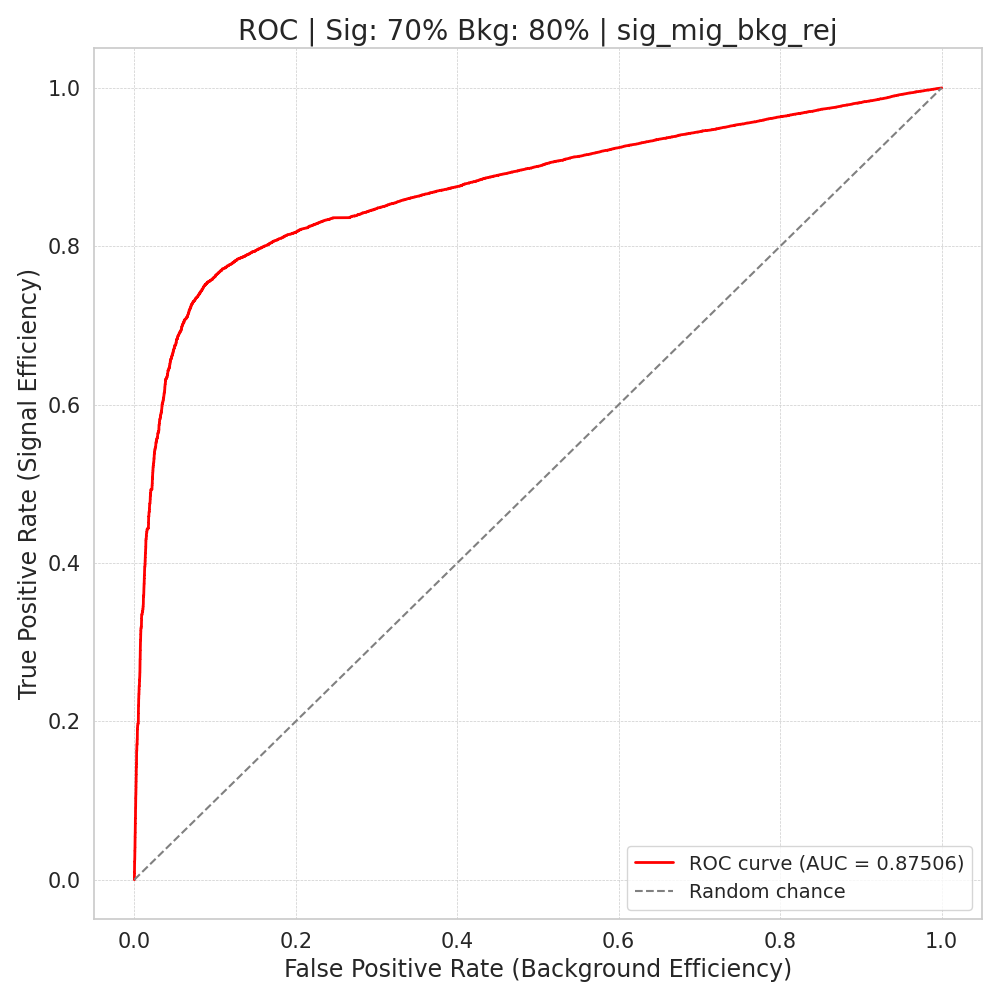 ROC | Sig: 70% Bkg: 80% | sig_mig_bkg_rej
True Positive Rate (Signal Efficiency)
1.0
0.8
0.6
0.4
0.2
0.0
ROC curve (AUC = 0.87506)
Random chance
0.0 0.2 0.4 0.6 0.8 1.0
False Positive Rate (Background Efficiency)